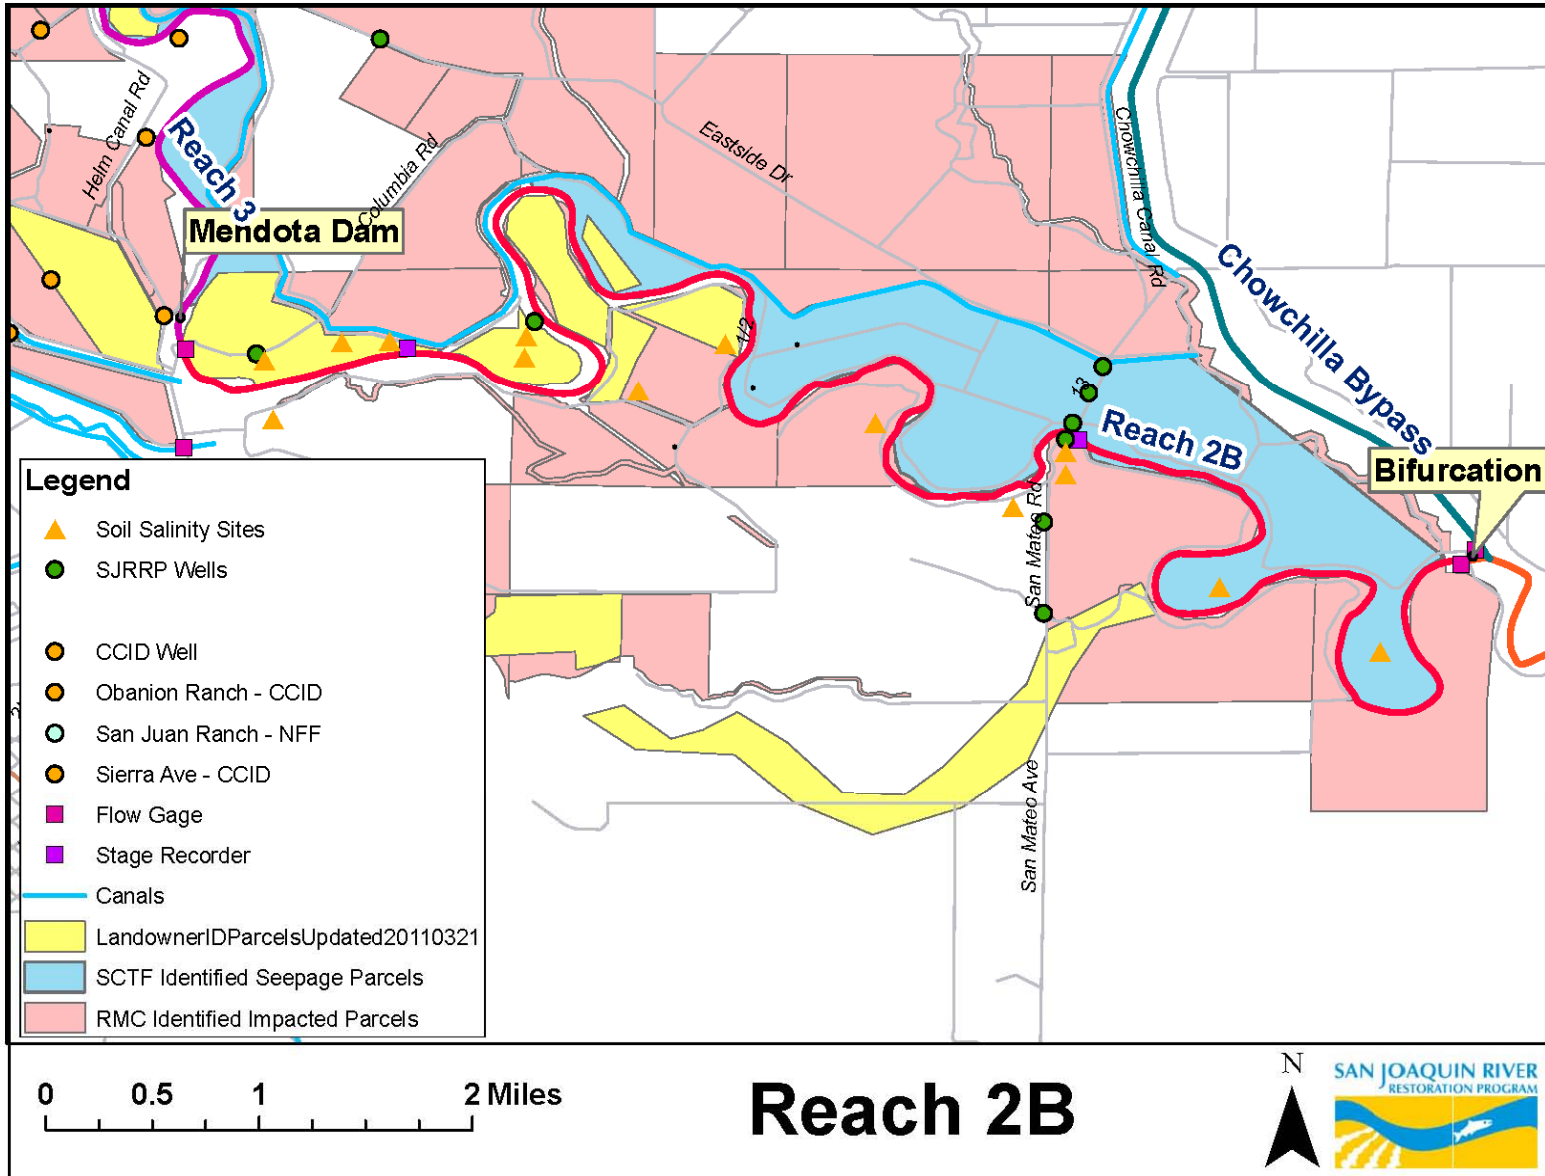 Helm Canal Rd
Reach 3
Columbia Rd
Mendota Dam
Eastside Dr
Chowchilla Canal Rd
Chowchilla Bypass
1/2
13
Reach 2B
Bifurcation
San Mateo Rd
San Mateo Ave
Legend
Soil Salinity Sites
SJRRP Wells
CCID Well
Obanion Ranch - CCID
San Juan Ranch - NFF
Sierra Ave - CCID
Flow Gage
Stage Recorder
Canals
LandownerIDParcelsUpdated20110321
SCTF Identified Seepage Parcels
RMC Identified Impacted Parcels
0 0.5 1 2 Miles
Reach 2B
N
SAN JOAQUIN RIVER
RESTORATION PROGRAM